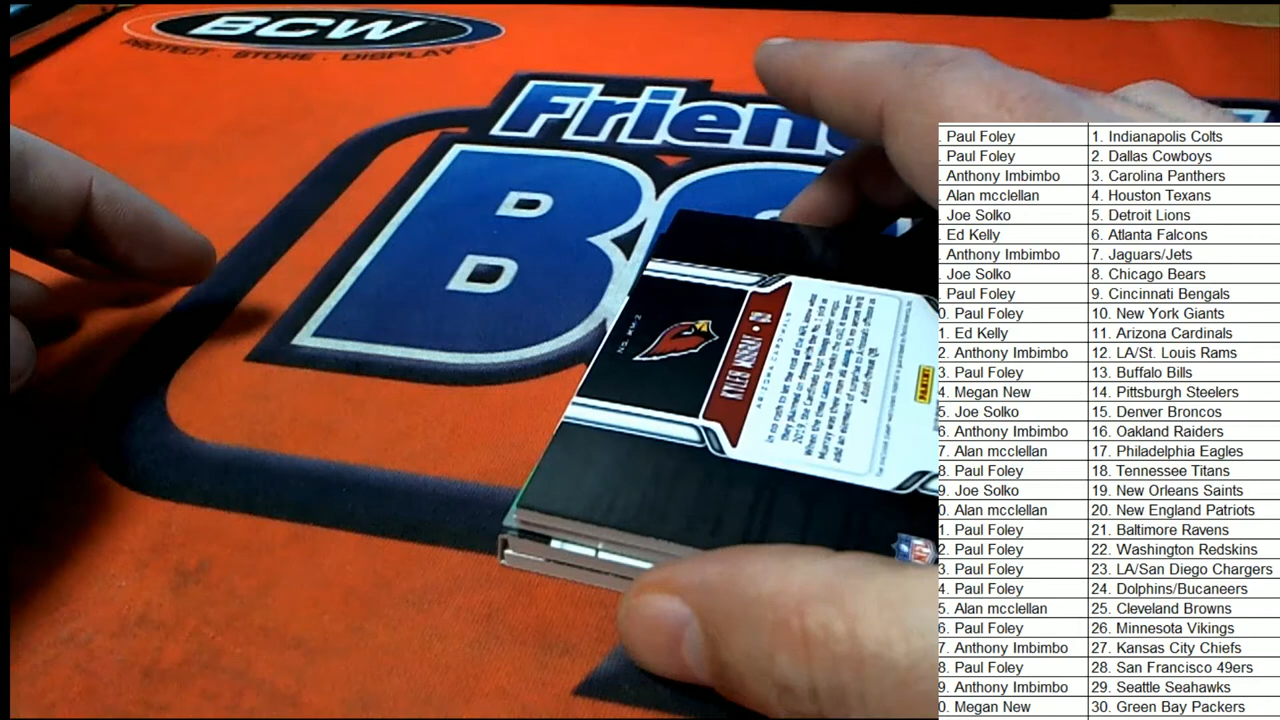 BCW
PROTECT . STORE . DISPLAY
Frien
B
NO. KM-2
KYLER MURRAY • QB
ARIZONA CARDINALS
PANINI
NFL
. Paul Foley 1. Indianapolis Colts
. Paul Foley 2. Dallas Cowboys
. Anthony Imbimbo 3. Carolina Panthers
. Alan mcclellan 4. Houston Texans
. Joe Solko 5. Detroit Lions
. Ed Kelly 6. Atlanta Falcons
. Anthony Imbimbo 7. Jaguars/Jets
. Joe Solko 8. Chicago Bears
. Paul Foley 9. Cincinnati Bengals
0. Paul Foley 10. New York Giants
1. Ed Kelly 11. Arizona Cardinals
2. Anthony Imbimbo 12. LA/St. Louis Rams
3. Paul Foley 13. Buffalo Bills
4. Megan New 14. Pittsburgh Steelers
5. Joe Solko 15. Denver Broncos
6. Anthony Imbimbo 16. Oakland Raiders
7. Alan mcclellan 17. Philadelphia Eagles
8. Paul Foley 18. Tennessee Titans
9. Joe Solko 19. New Orleans Saints
0. Alan mcclellan 20. New England Patriots
1. Paul Foley 21. Baltimore Ravens
2. Paul Foley 22. Washington Redskins
3. Paul Foley 23. LA/San Diego Chargers
4. Paul Foley 24. Dolphins/Bucaneers
5. Alan mcclellan 25. Cleveland Browns
6. Paul Foley 26. Minnesota Vikings
7. Anthony Imbimbo 27. Kansas City Chiefs
8. Paul Foley 28. San Francisco 49ers
9. Anthony Imbimbo 29. Seattle Seahawks
0. Megan New 30. Green Bay Packers